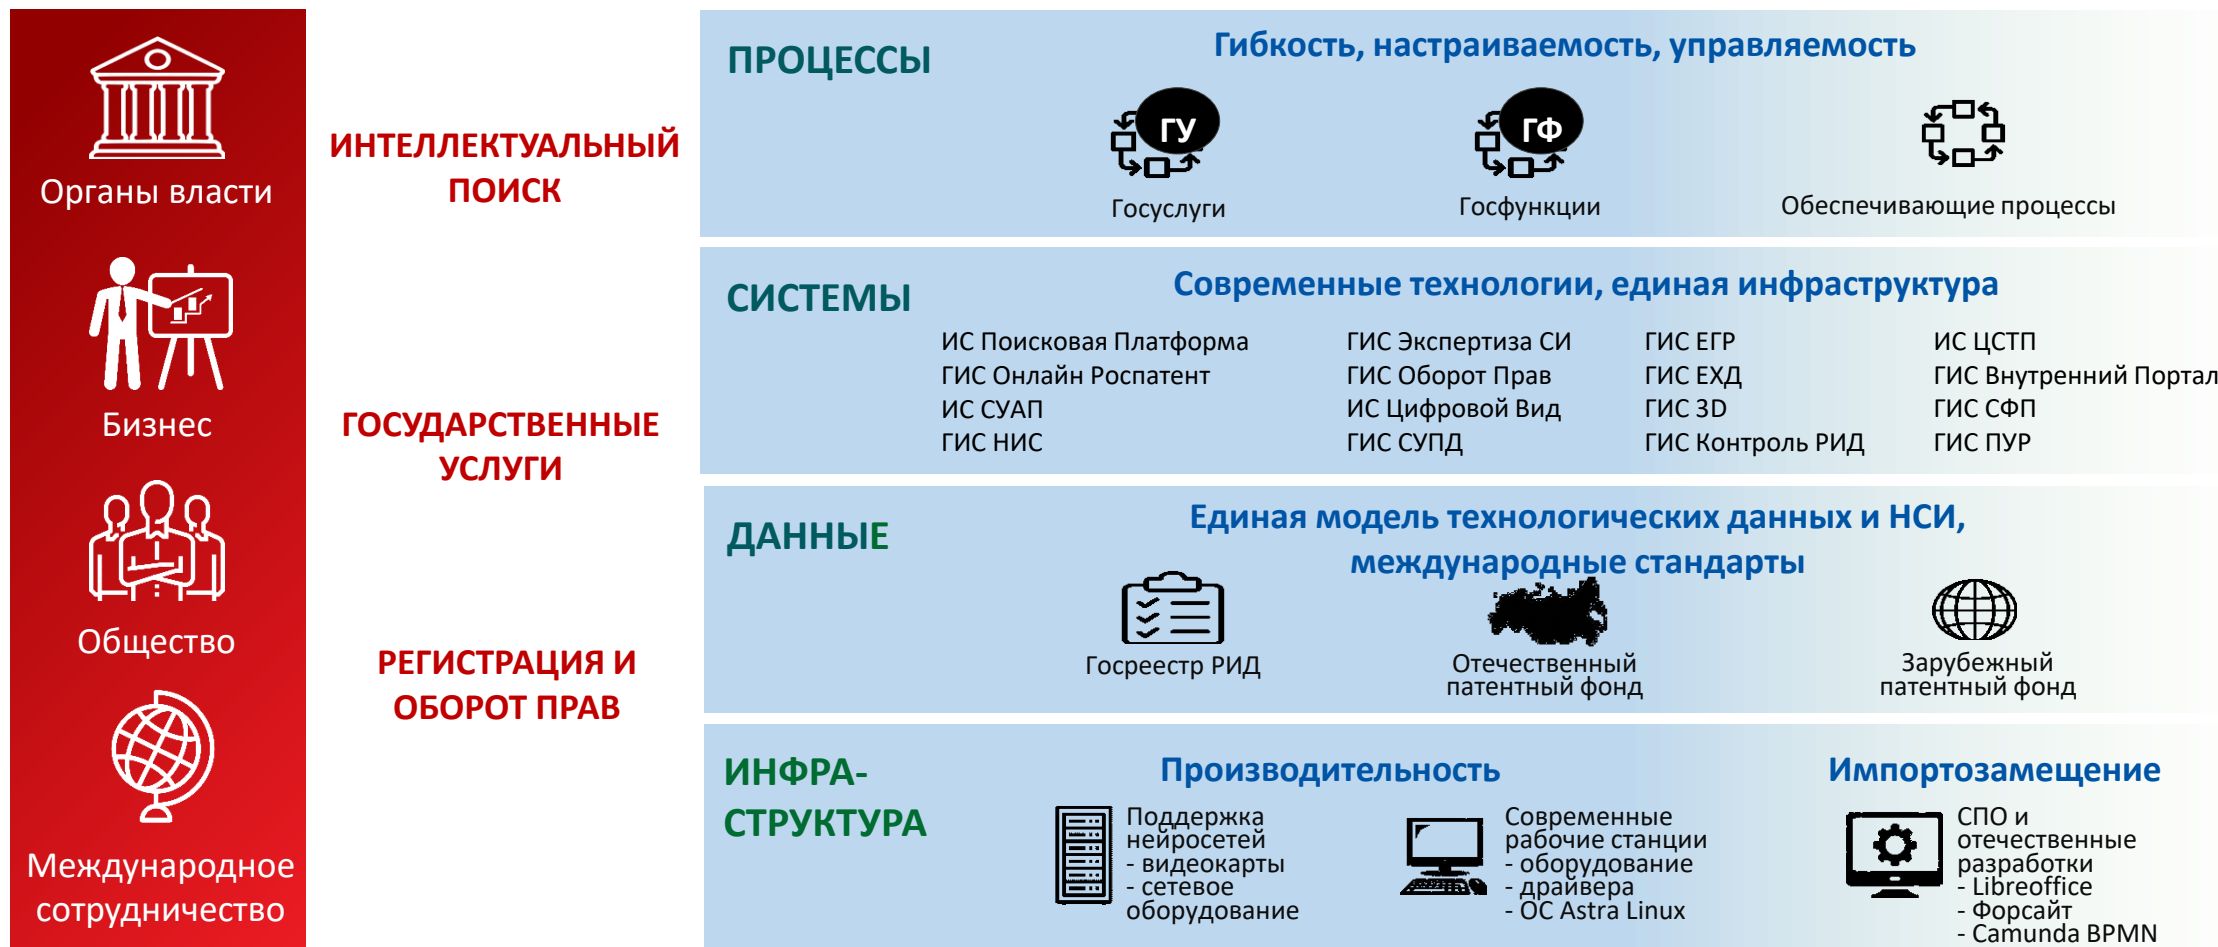 Органы власти
Бизнес
Общество
Международное
сотрудничество
ИНТЕЛЛЕКТУАЛЬНЫЙ
ПОИСК
ГОСУДАРСТВЕННЫЕ
УСЛУГИ
РЕГИСТРАЦИЯ И
ОБОРОТ ПРАВ
ПРОЦЕССЫ
Гибкость, настраиваемость, управляемость
ГУ
Госуслуги
ГФ
Госфункции
Обеспечивающие процессы
СИСТЕМЫ
Современные технологии, единая инфраструктура
ИС Поисковая Платформа
ГИС Онлайн Роспатент
ИС СУАП
ГИС НИС
ГИС Экспертиза СИ
ГИС Оборот Прав
ИС Цифровой Вид
ГИС СУПД
ГИС ЕГР
ГИС ЕХД
ГИС 3D
ГИС Контроль РИД
ИС ЦСТП
ГИС Внутренний Портал
ГИС СФП
ГИС ПУР
ДАННЫЕ
Единая модель технологических данных и НСИ,
международные стандарты
Госреестр РИД
Отечественный
патентный фонд
Зарубежный
патентный фонд
ИНФРА-
СТРУКТУРА
Производительность
Поддержка
нейросетей
- видеокарты
- сетевое
оборудование
Современные
рабочие станции
- оборудование
- драйвера
- ОС Astra Linux
Импортозамещение
СПО и
отечественные
разработки
- Libreoffice
- Форсайт
- Camunda BPMN